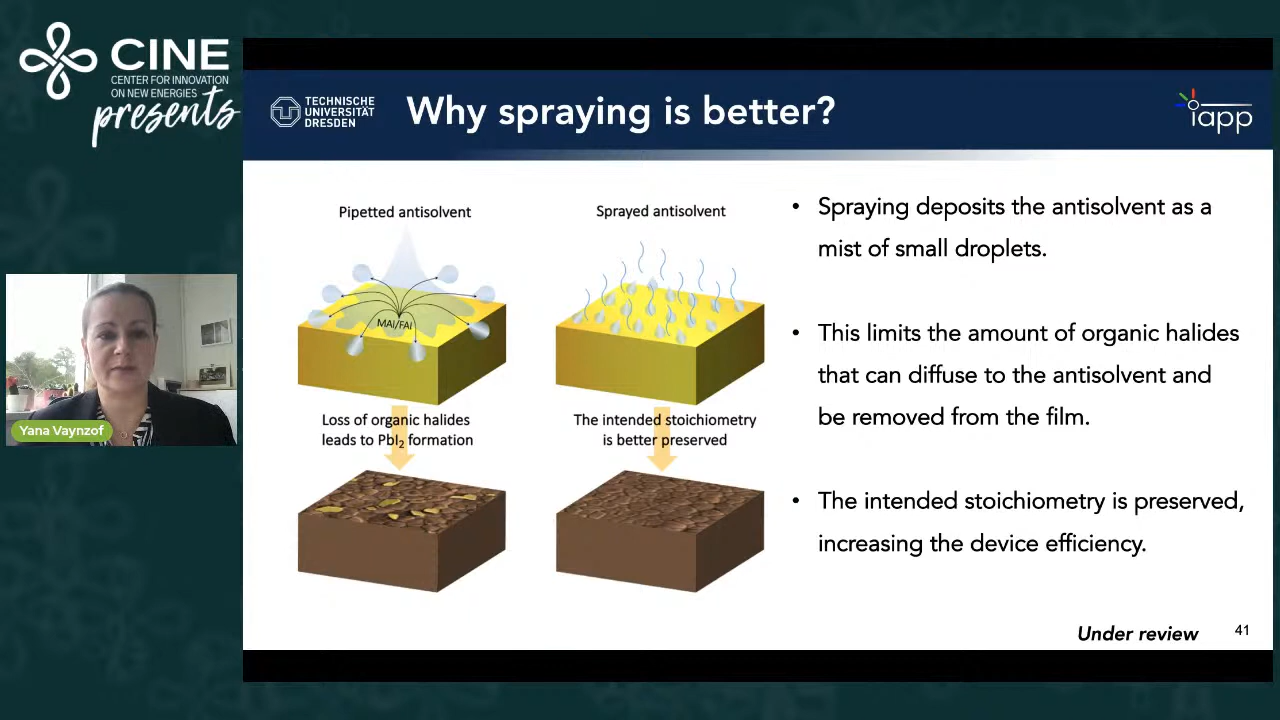 CINE
CENTER FOR INNOVATION
ON NEW ENERGIES
presents
TECHNISCHE
UNIVERSITÄT
DRESDEN
Why spraying is better?
iapp
Pipetted antisolvent
Sprayed antisolvent
MAI/FAI
Loss of organic halides
leads to PbI₂ formation
The intended stoichiometry
is better preserved
• Spraying deposits the antisolvent as a
mist of small droplets.
• This limits the amount of organic halides
that can diffuse to the antisolvent and
be removed from the film.
• The intended stoichiometry is preserved,
increasing the device efficiency.
Under review
41
Yana Vaynzof